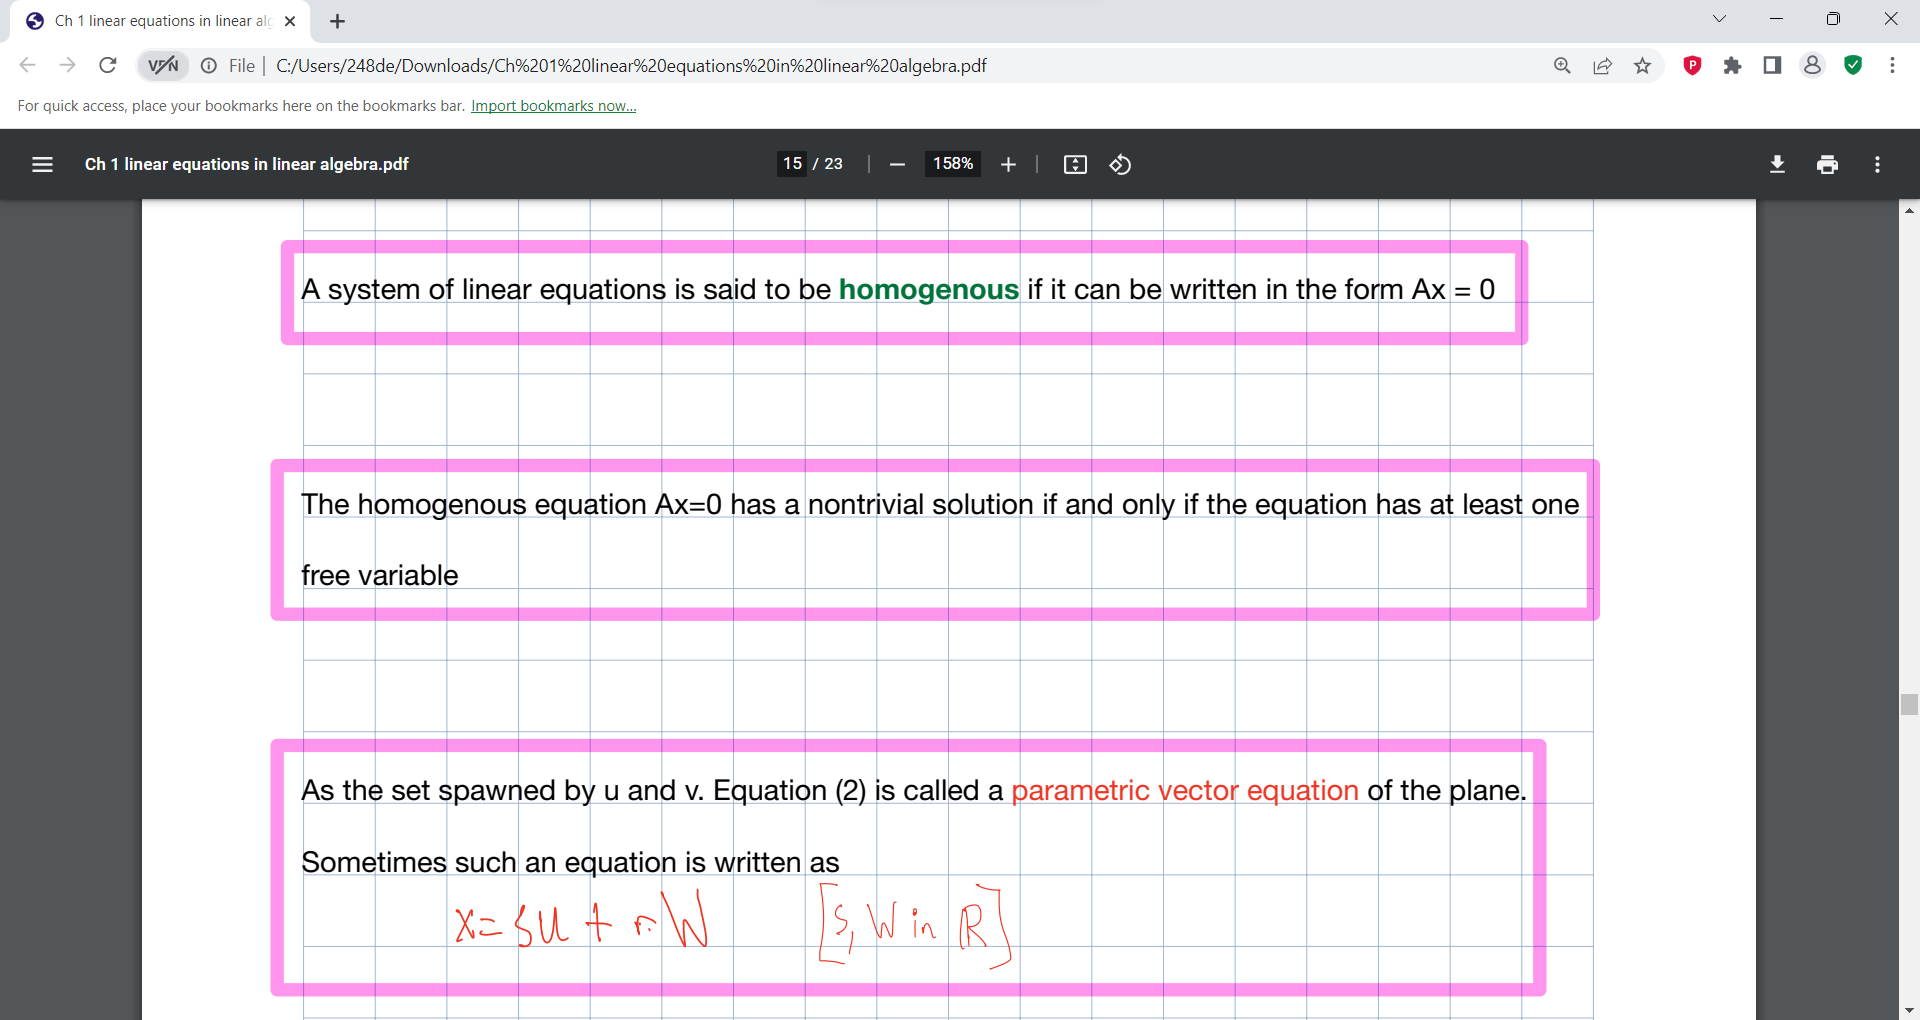 Ch 1 linear equations in linear alg
VPN File C:/Users/248de/Downloads/Ch%201%20linear%20equations%20in%20linear%20algebra.pdf
For quick access, place your bookmarks here on the bookmarks bar. Import bookmarks now...
Ch 1 linear equations in linear algebra.pdf 15 / 23 158%
A system of linear equations is said to be homogenous if it can be written in the form Ax = 0
The homogenous equation Ax=0 has a nontrivial solution if and only if the equation has at least one
free variable
As the set spawned by u and v. Equation (2) is called a parametric vector equation of the plane.
Sometimes such an equation is written as
x=su + rW [s, W in R]